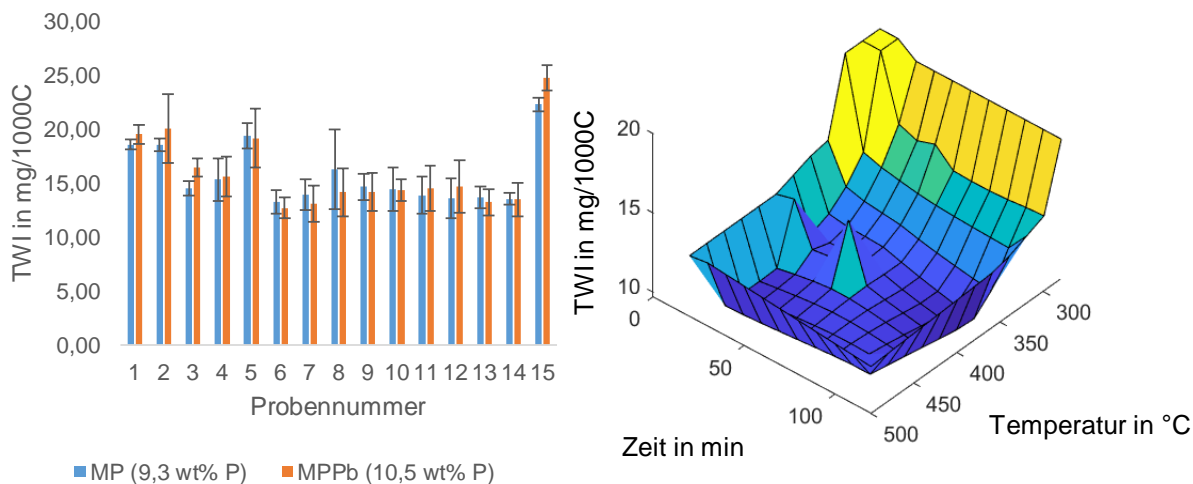 30,00
25,00
20,00
15,00
10,00
5,00
0,00
TWI in mg/1000C
1 2 3 4 5 6 7 8 9 10 11 12 13 14 15
Probennummer
MP (9,3 wt% P) MPPb (10,5 wt% P)
20
15
10
TWI in mg/1000C
0
50
100
Zeit in min
300
350
400
450
500
Temperatur in °C